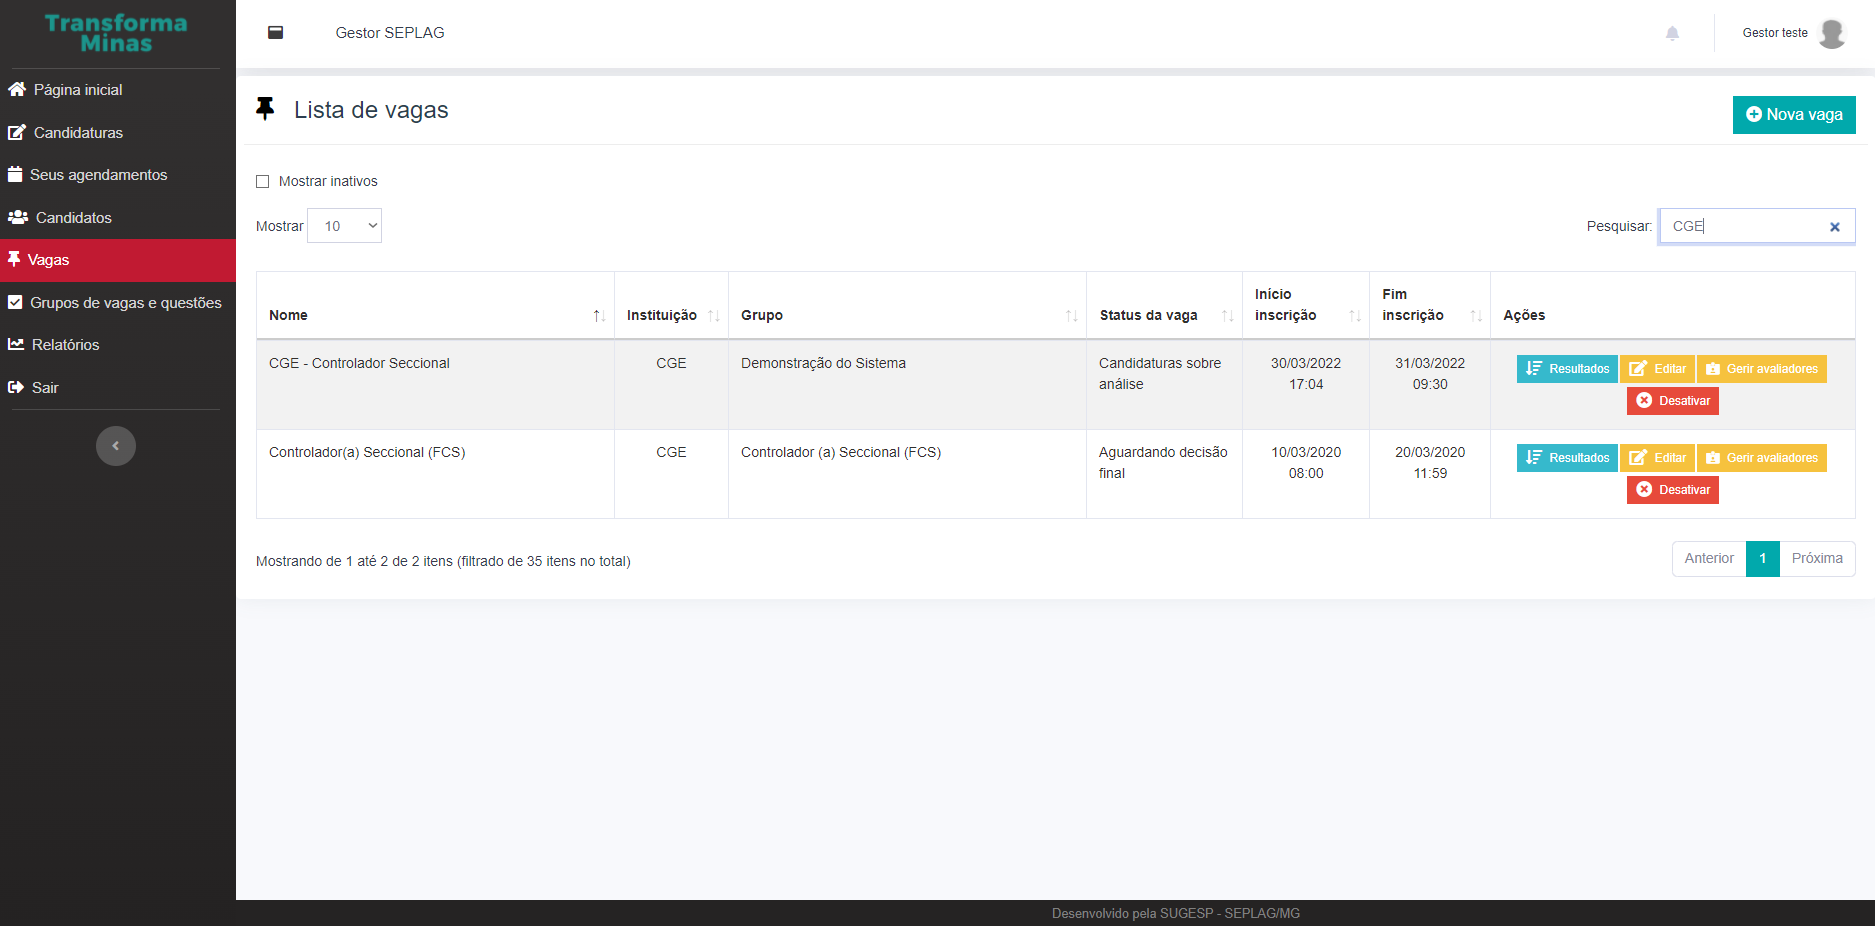 Transforma
Minas
Gestor SEPLAG
Gestor teste
Página inicial
Candidaturas
Seus agendamentos
Candidatos
Vagas
Grupos de vagas e questões
Relatórios
Sair
Lista de vagas
Nova vaga
Mostrar inativos
Mostrar 10
Pesquisar: CGE
Nome Instituição Grupo Status da vaga Início inscrição Fim inscrição Ações
CGE - Controlador Seccional CGE Demonstração do Sistema Candidaturas sobre análise 30/03/2022 17:04 31/03/2022 09:30 Resultados Editar Gerir avaliadores
Desativar
Controlador(a) Seccional (FCS) CGE Controlador (a) Seccional (FCS) Aguardando decisão final 10/03/2020 08:00 20/03/2020 11:59 Resultados Editar Gerir avaliadores
Desativar
Mostrando de 1 até 2 de 2 itens (filtrado de 35 itens no total)
Anterior 1 Próxima
Desenvolvido pela SUGESP - SEPLAG/MG